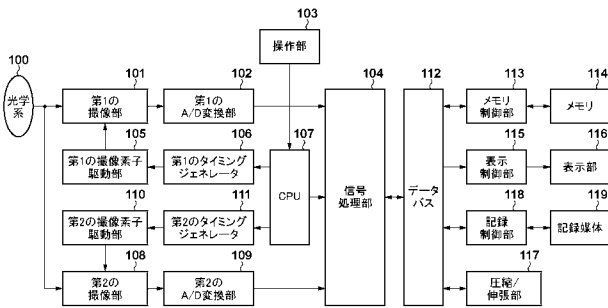 103
操作部
100
光学
系
101
第1の
撮像部
102
第1の
A/D変換部
104
信号
処理部
112
データ
バス
113
メモリ
制御部
114
メモリ
105
第1の撮像素子
駆動部
106
第1のタイミング
ジェネレータ
107
CPU
115
表示
制御部
116
表示部
110
第2の撮像素子
駆動部
111
第2のタイミング
ジェネレータ
118
記録
制御部
119
記録媒体
108
第2の
撮像部
109
第2の
A/D変換部
117
圧縮/
伸張部